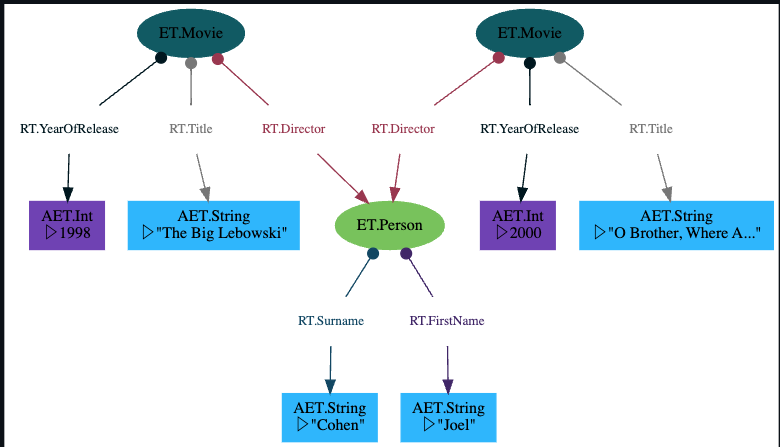 ET.Movie
ET.Movie
RT.YearOfRelease
RT.Title
RT.Director
RT.Director
RT.YearOfRelease
RT.Title
AET.Int
▷1998
AET.String
▷"The Big Lebowski"
ET.Person
AET.Int
▷2000
AET.String
▷"O Brother, Where A..."
RT.Surname
RT.FirstName
AET.String
▷"Cohen"
AET.String
▷"Joel"